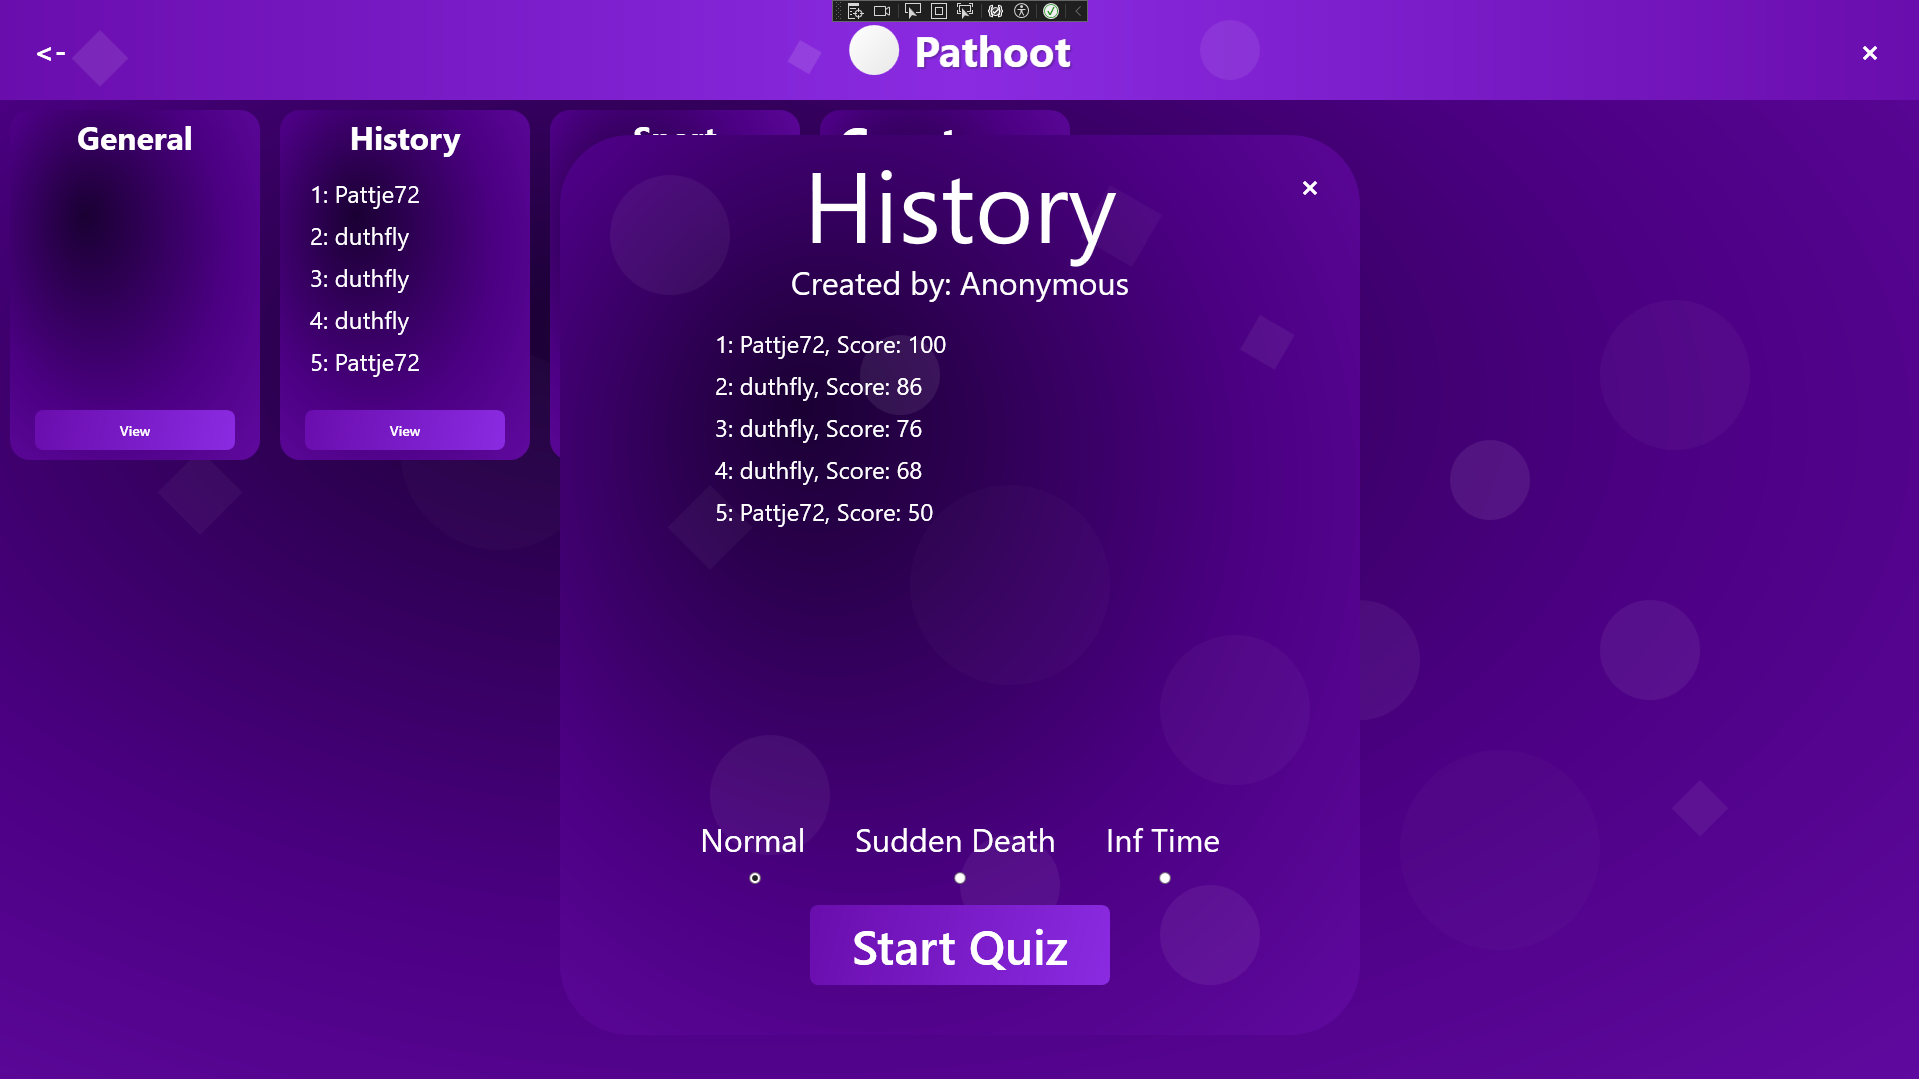 <-
Pathoot
×
General
View
History
1: Pattje72
2: duthfly
3: duthfly
4: duthfly
5: Pattje72
View
History
×
Created by: Anonymous
1: Pattje72, Score: 100
2: duthfly, Score: 86
3: duthfly, Score: 76
4: duthfly, Score: 68
5: Pattje72, Score: 50
Normal Sudden Death Inf Time
Start Quiz